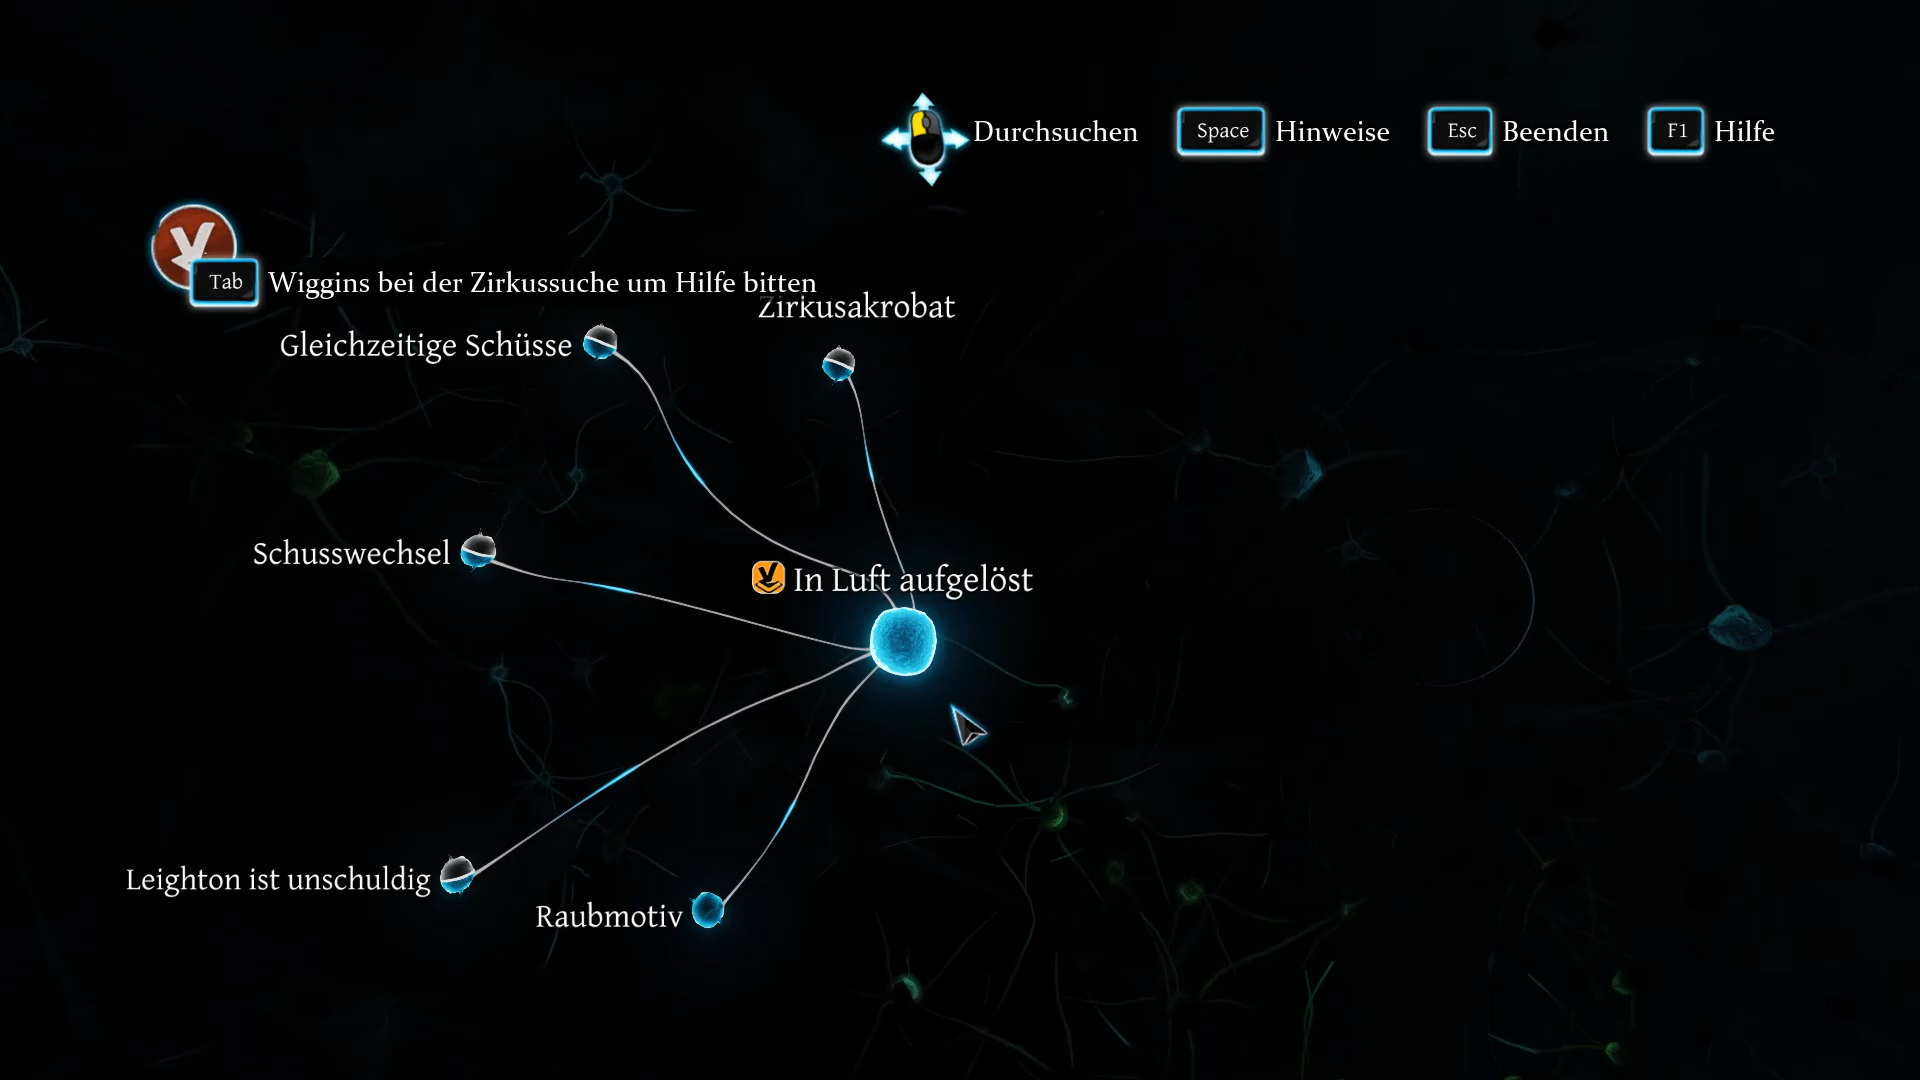 Durchsuchen
Space Hinweise
Esc Beenden
F1 Hilfe
Tab Wiggins bei der Zirkussuche um Hilfe bitten
Zirkusakrobat
Gleichzeitige Schüsse
Schusswechsel
In Luft aufgelöst
Leighton ist unschuldig
Raubmotiv